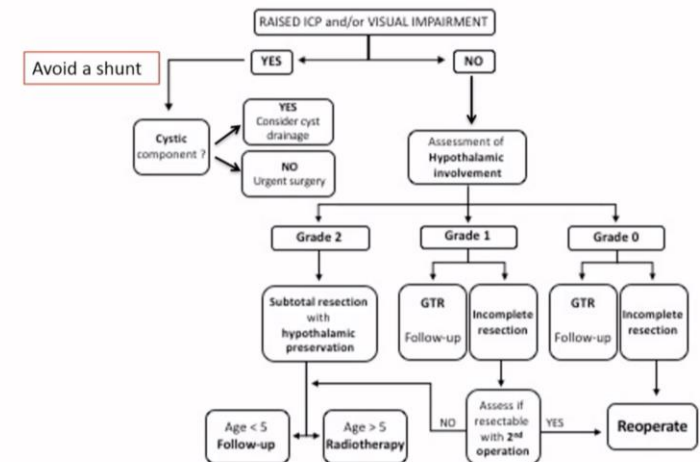 RAISED ICP and/or VISUAL IMPAIRMENT
Avoid a shunt
YES
NO
Cystic
component ?
YES
Consider cyst
drainage
NO
Urgent surgery
Assessment of
Hypothalamic
involvement
Grade 2
Grade 1
Grade 0
Subtotal resection
with
hypothalamic
preservation
GTR
Follow-up
Incomplete
resection
GTR
Follow-up
Incomplete
resection
Age < 5
Follow-up
Age > 5
Radiotherapy
NO
Assess if
resectable
with 2nd
operation
YES
Reoperate